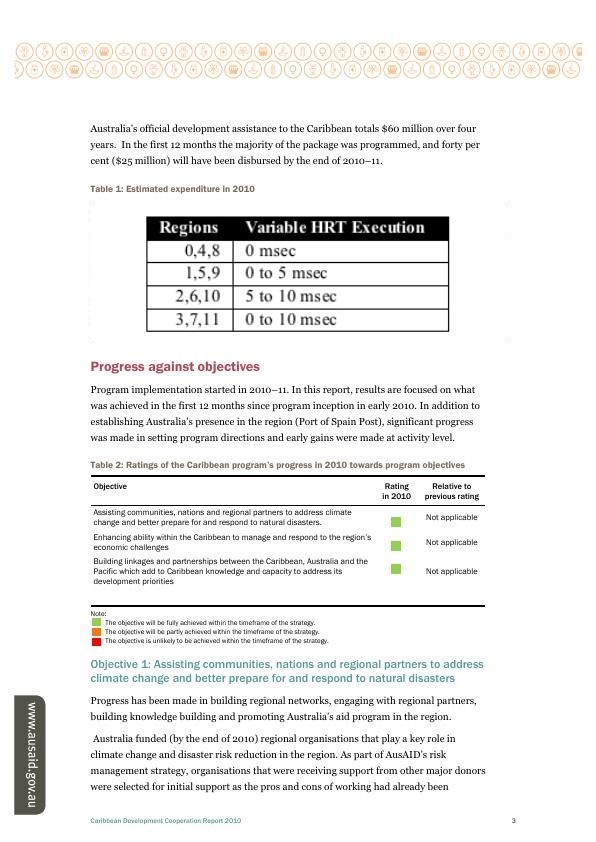 Australia's official development assistance to the Caribbean totals $60 million over four
years.  In the first 12 months the majority of the package was programmed, and forty per
cent ($25 million) will have been disbursed by the end of 2010–11.
Table 1: Estimated expenditure in 2010
Regions Variable HRT Execution
0,4,8 0 msec
1,5,9 0 to 5 msec
2,6,10 5 to 10 msec
3,7,11 0 to 10 msec
Progress against objectives
Program implementation started in 2010–11. In this report, results are focused on what
was achieved in the first 12 months since program inception in early 2010. In addition to
establishing Australia's presence in the region (Port of Spain Post), significant progress
was made in setting program directions and early gains were made at activity level.
Table 2: Ratings of the Caribbean program's progress in 2010 towards program objectives
Objective Rating in 2010 Relative to previous rating
Assisting communities, nations and regional partners to address climate
change and better prepare for and respond to natural disasters. Not applicable
Enhancing ability within the Caribbean to manage and respond to the region's
economic challenges Not applicable
Building linkages and partnerships between the Caribbean, Australia and the
Pacific which add to Caribbean knowledge and capacity to address its
development priorities Not applicable
Note:
The objective will be fully achieved within the timeframe of the strategy.
The objective will be partly achieved within the timeframe of the strategy.
The objective is unlikely to be achieved within the timeframe of the strategy.
Objective 1: Assisting communities, nations and regional partners to address
climate change and better prepare for and respond to natural disasters
Progress has been made in building regional networks, engaging with regional partners,
building knowledge building and promoting Australia's aid program in the region.
Australia funded (by the end of 2010) regional organisations that play a key role in
climate change and disaster risk reduction in the region. As part of AusAID's risk
management strategy, organisations that were receiving support from other major donors
were selected for initial support as the pros and cons of working had already been
www.ausaid.gov.au
Caribbean Development Cooperation Report 2010 3